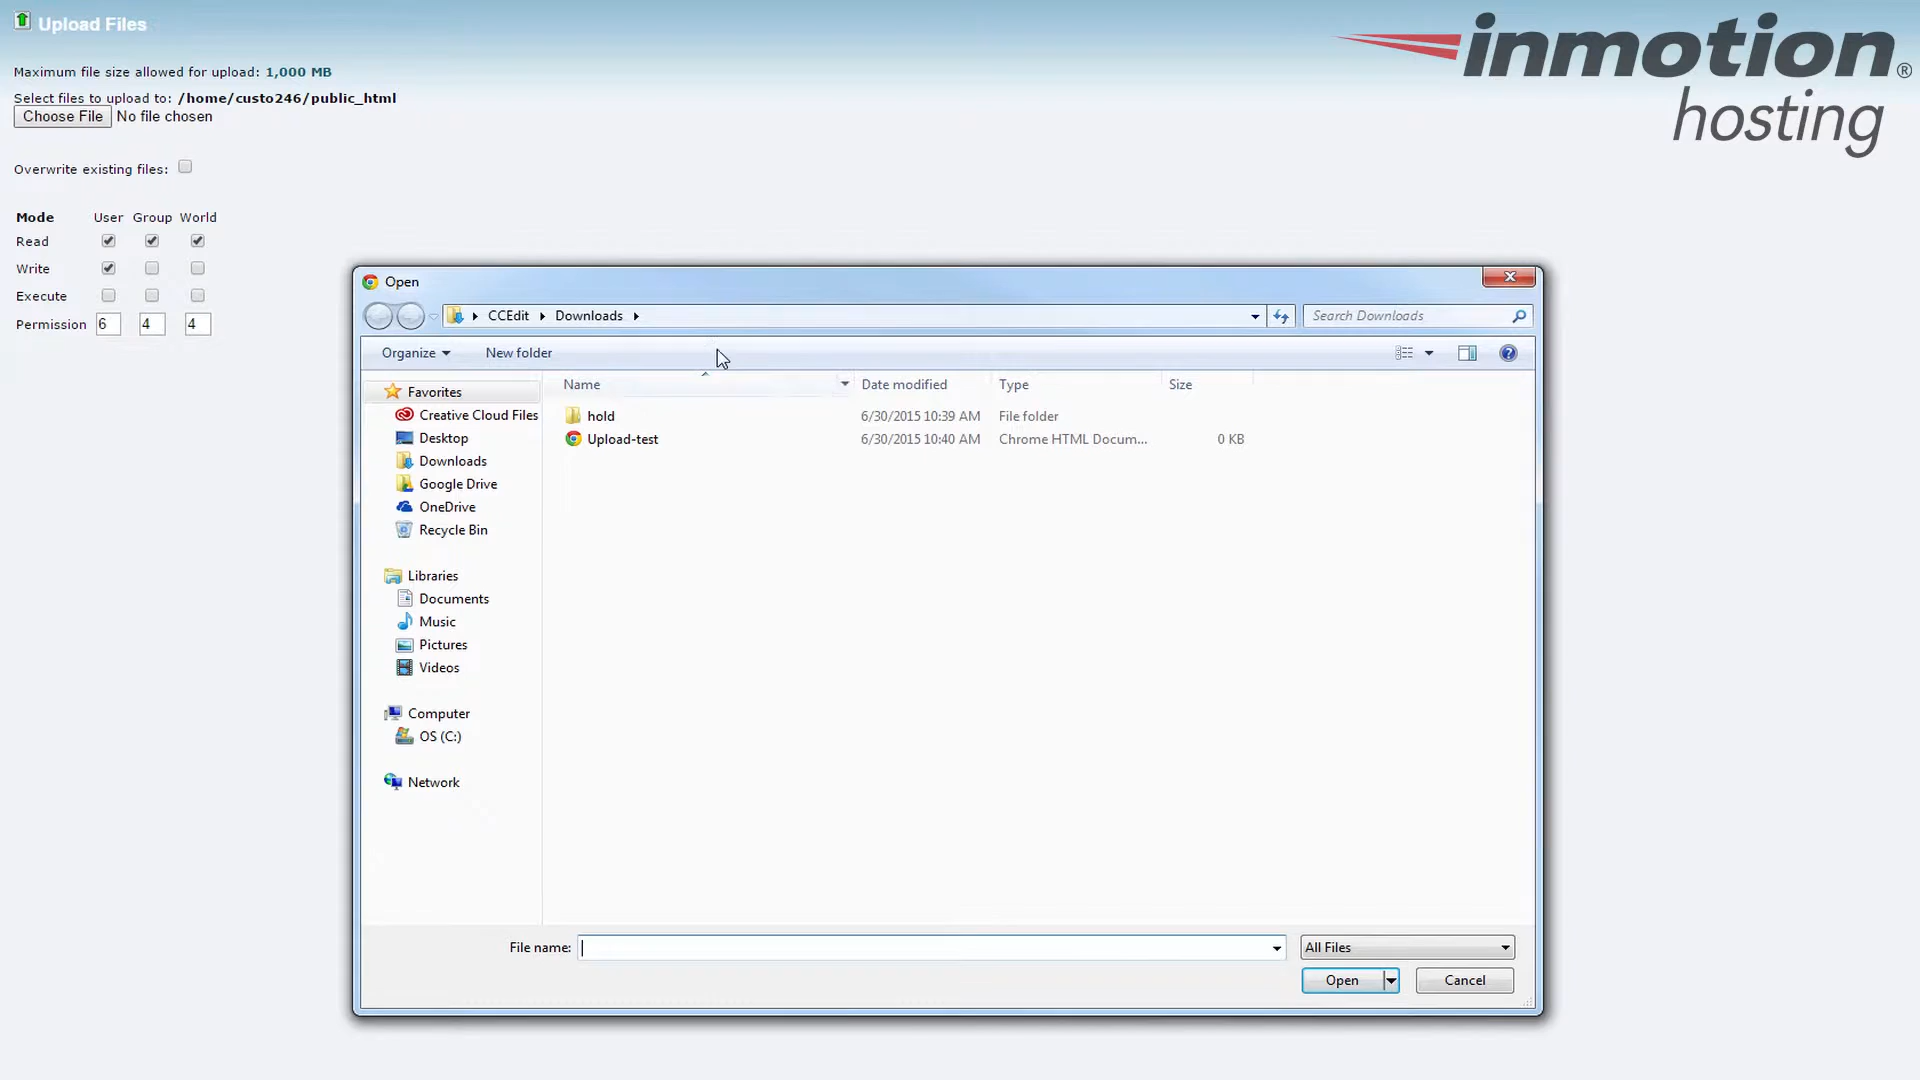 Upload Files
inmotion®
hosting
Maximum file size allowed for upload: 1,000 MB
Select files to upload to: /home/custo246/public_html
Choose File No file chosen
Overwrite existing files:
Mode User Group World
Read
Write
Execute
Permission 6 4 4
Open
CCEdit Downloads Search Downloads
Organize New folder
Name Date modified Type Size
hold 6/30/2015 10:39 AM File folder
Upload-test 6/30/2015 10:40 AM Chrome HTML Docum... 0 KB
Favorites
Creative Cloud Files
Desktop
Downloads
Google Drive
OneDrive
Recycle Bin
Libraries
Documents
Music
Pictures
Videos
Computer
OS (C:)
Network
File name: All Files
Open Cancel